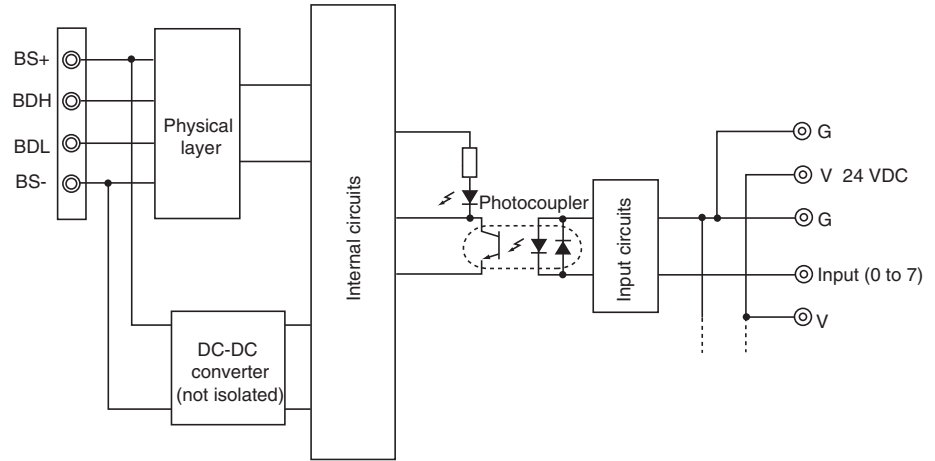 BS+
BDH
BDL
BS-
Physical
layer
DC-DC
converter
(not isolated)
Internal circuits
Photocoupler
Input circuits
G
V 24 VDC
G
Input (0 to 7)
V